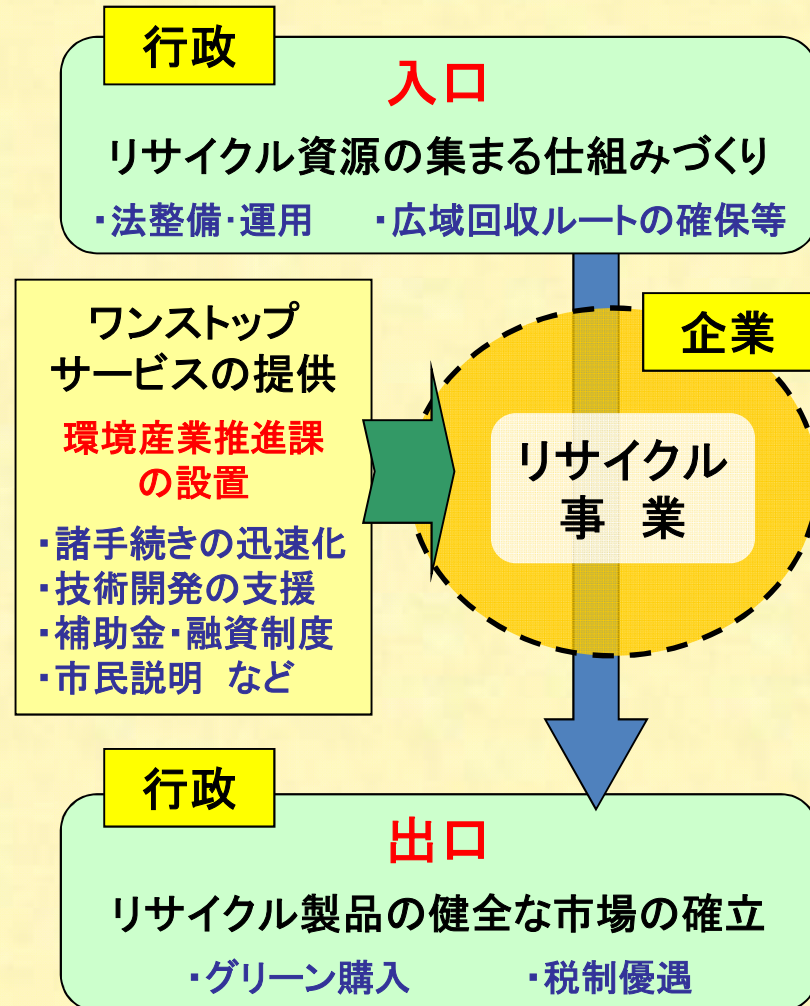 行政
入口
リサイクル資源の集まる仕組みづくり
・法整備・運用　・広域回収ルートの確保等
ワンストップ
サービスの提供
環境産業推進課
の設置
・諸手続きの迅速化
・技術開発の支援
・補助金・融資制度
・市民説明　など
企業
リサイクル
事　業
行政
出口
リサイクル製品の健全な市場の確立
・グリーン購入　・税制優遇